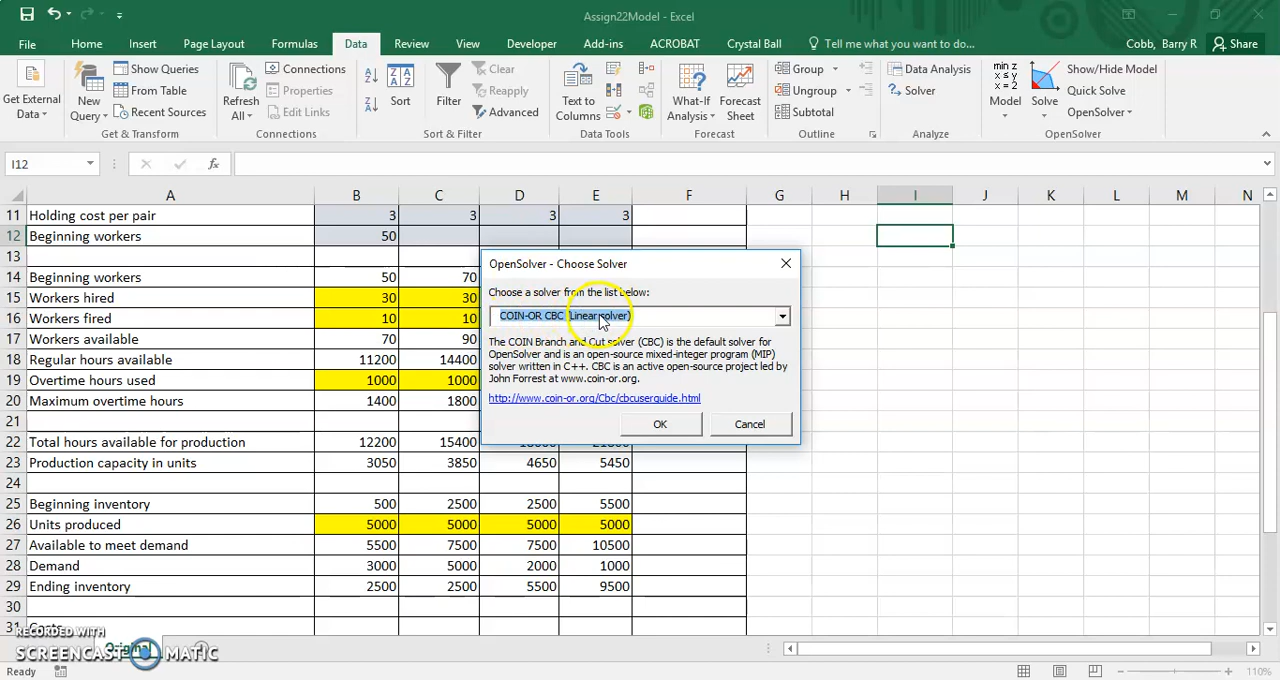 Assign22Model - Excel
File Home Insert Page Layout Formulas Data Review View Developer Add-ins ACROBAT Crystal Ball Tell me what you want to do... Cobb, Barry R Share
Get External Data
New Query
Show Queries
From Table
Recent Sources
Get & Transform
Refresh All
Connections
Properties
Edit Links
Connections
Sort
Filter
Clear
Reapply
Advanced
Sort & Filter
Text to Columns
Data Tools
What-If Analysis
Forecast Sheet
Forecast
Group
Ungroup
Subtotal
Outline
Data Analysis
Solver
Analyze
min
x≤y
x≥z
Model
Solve
Show/Hide Model
Quick Solve
OpenSolver
OpenSolver
I12 fx
A B C D E F G H I J K L M N
11 Holding cost per pair 3 3 3 3
12 Beginning workers 50
13
14 Beginning workers 50 70
15 Workers hired 30 30
16 Workers fired 10 10
17 Workers available 70 90
18 Regular hours available 11200 14400
19 Overtime hours used 1000 1000
20 Maximum overtime hours 1400 1800
21
22 Total hours available for production 12200 15400
23 Production capacity in units 3050 3850 4650 5450
24
25 Beginning inventory 500 2500 2500 5500
26 Units produced 5000 5000 5000 5000
27 Available to meet demand 5500 7500 7500 10500
28 Demand 3000 5000 2000 1000
29 Ending inventory 2500 2500 5500 9500
30
31 Costs
OpenSolver - Choose Solver
Choose a solver from the list below:
COIN-OR CBC (Linear solver)
The COIN Branch and Cut solver (CBC) is the default solver for
OpenSolver and is an open-source mixed-integer program (MIP)
solver written in C++. CBC is an active open-source project led by
John Forrest at www.coin-or.org.
http://www.coin-or.org/Cbc/cbcuserguide.html
OK Cancel
Original
RECORDED WITH
SCREENCAST MATIC
Ready 110%